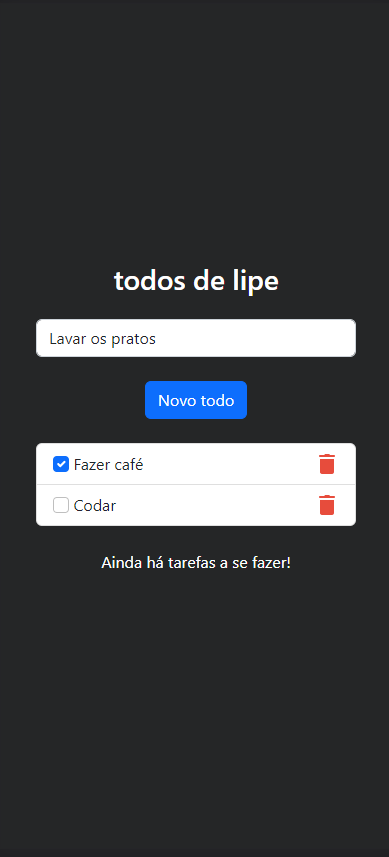 todos de lipe
Lavar os pratos
Novo todo
Fazer café
Codar
Ainda há tarefas a se fazer!